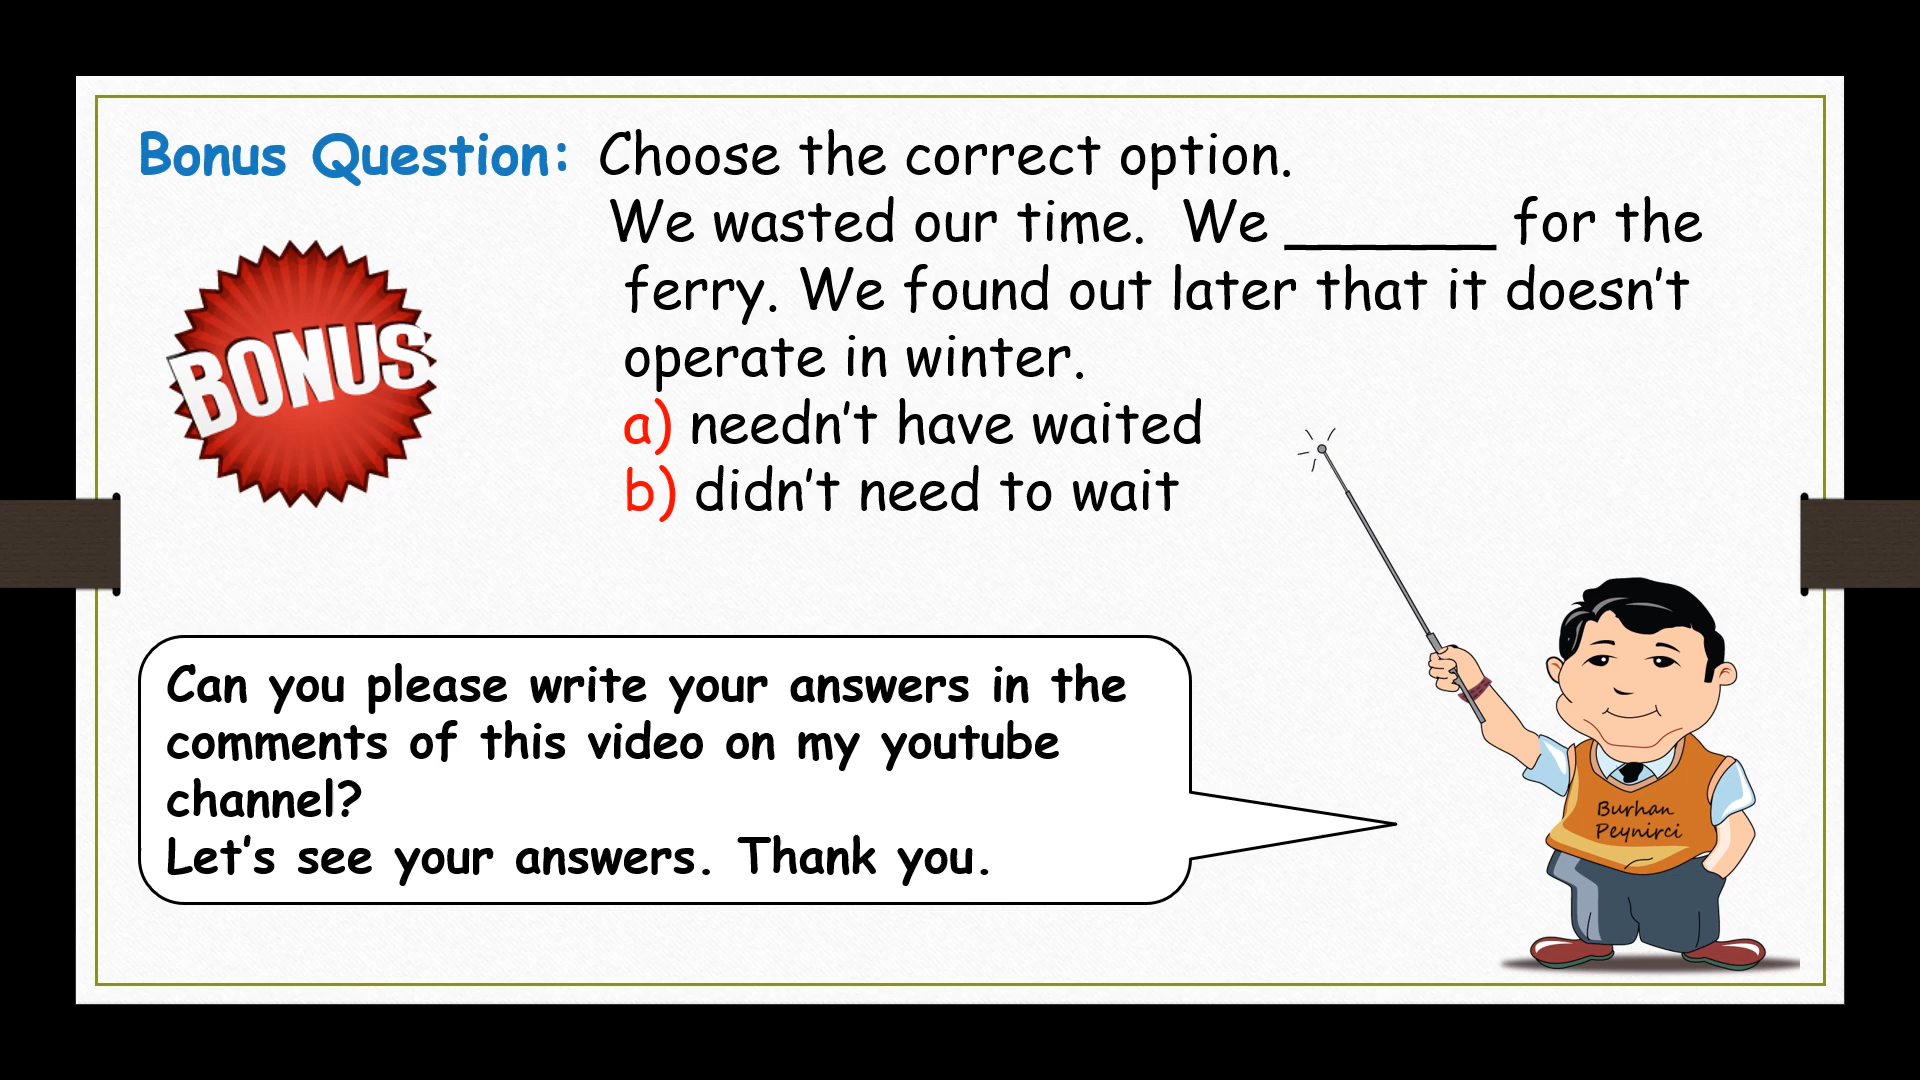 Bonus Question: Choose the correct option.
We wasted our time. We ______ for the
ferry. We found out later that it doesn’t
operate in winter.
BONUS
a) needn’t have waited
b) didn’t need to wait
Can you please write your answers in the
comments of this video on my youtube
channel?
Let’s see your answers. Thank you.
Burhan
Peynirci